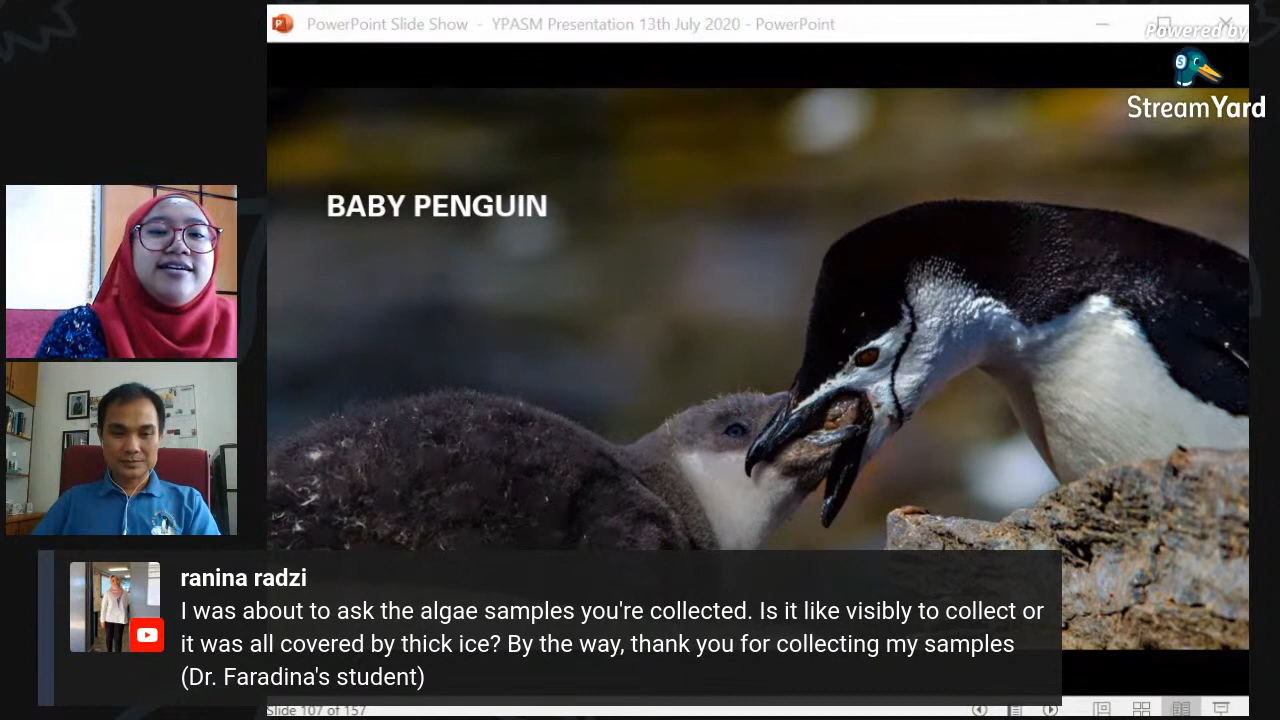 PowerPoint Slide Show - YPASM Presentation 13th July 2020 - PowerPoint
Powered by
StreamYard
BABY PENGUIN
ranina radzi
I was about to ask the algae samples you're collected. Is it like visibly to collect or
it was all covered by thick ice? By the way, thank you for collecting my samples
(Dr. Faradina's student)
Slide 107 of 157